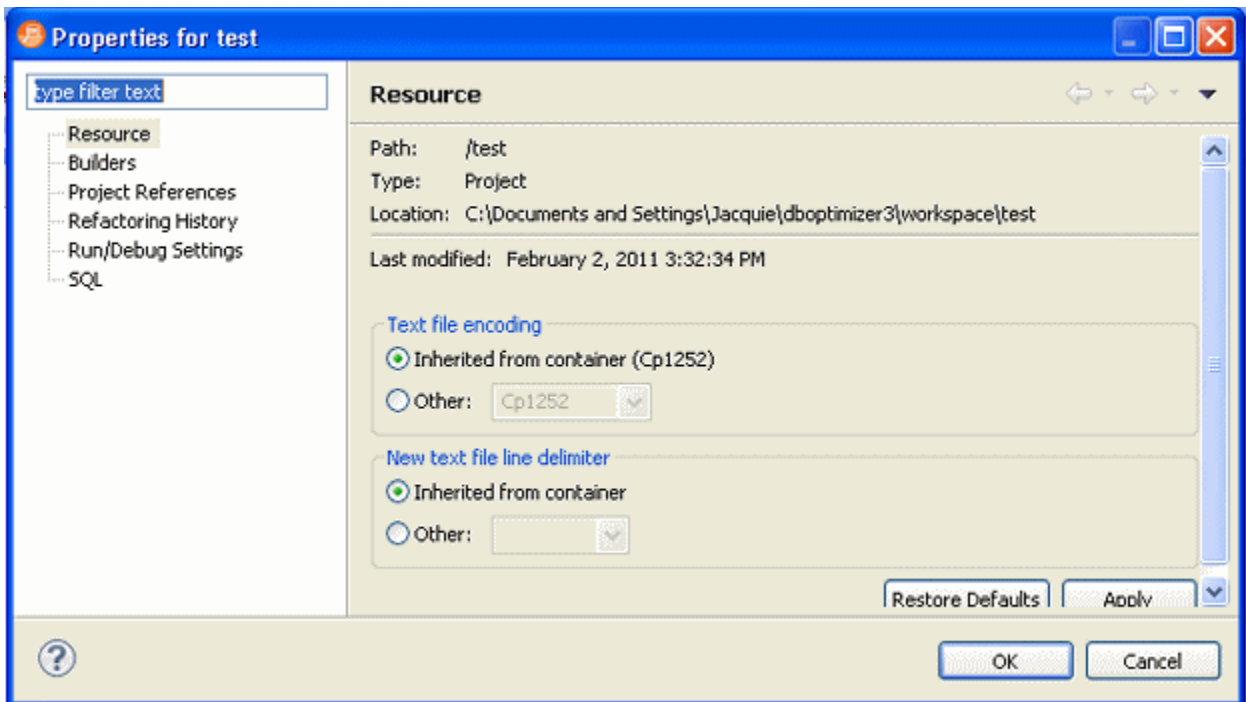 Properties for test
type filter text
Resource
Builders
Project References
Refactoring History
Run/Debug Settings
SQL
Resource
Path: /test
Type: Project
Location: C:\Documents and Settings\Jacquie\dboptimizer3\workspace\test
Last modified: February 2, 2011 3:32:34 PM
Text file encoding
Inherited from container (Cp1252)
Other: Cp1252
New text file line delimiter
Inherited from container
Other:
Restore Defaults Apply
OK Cancel